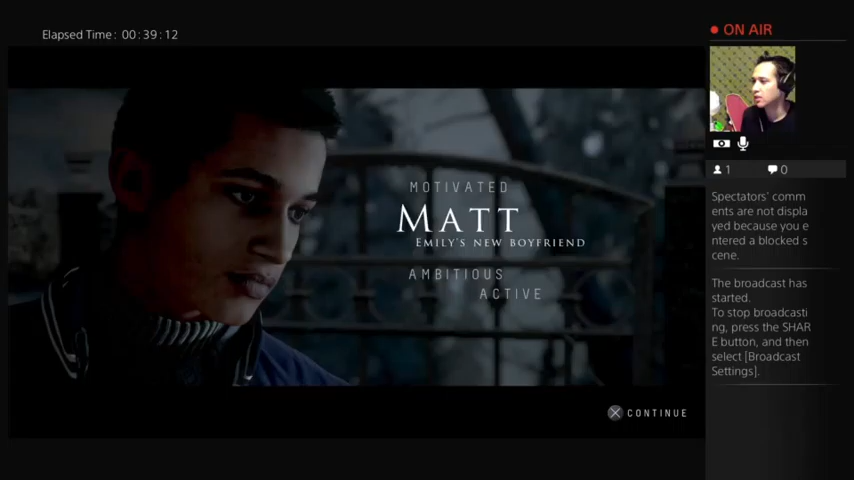 Elapsed Time: 00:39:12
ON AIR
MOTIVATED
MATT
EMILY'S NEW BOYFRIEND
AMBITIOUS
ACTIVE
CONTINUE
1
0
Spectators' comm
ents are not displa
yed because you e
ntered a blocked s
cene.
The broadcast has
started.
To stop broadcasti
ng, press the SHAR
E button, and then
select [Broadcast
Settings].